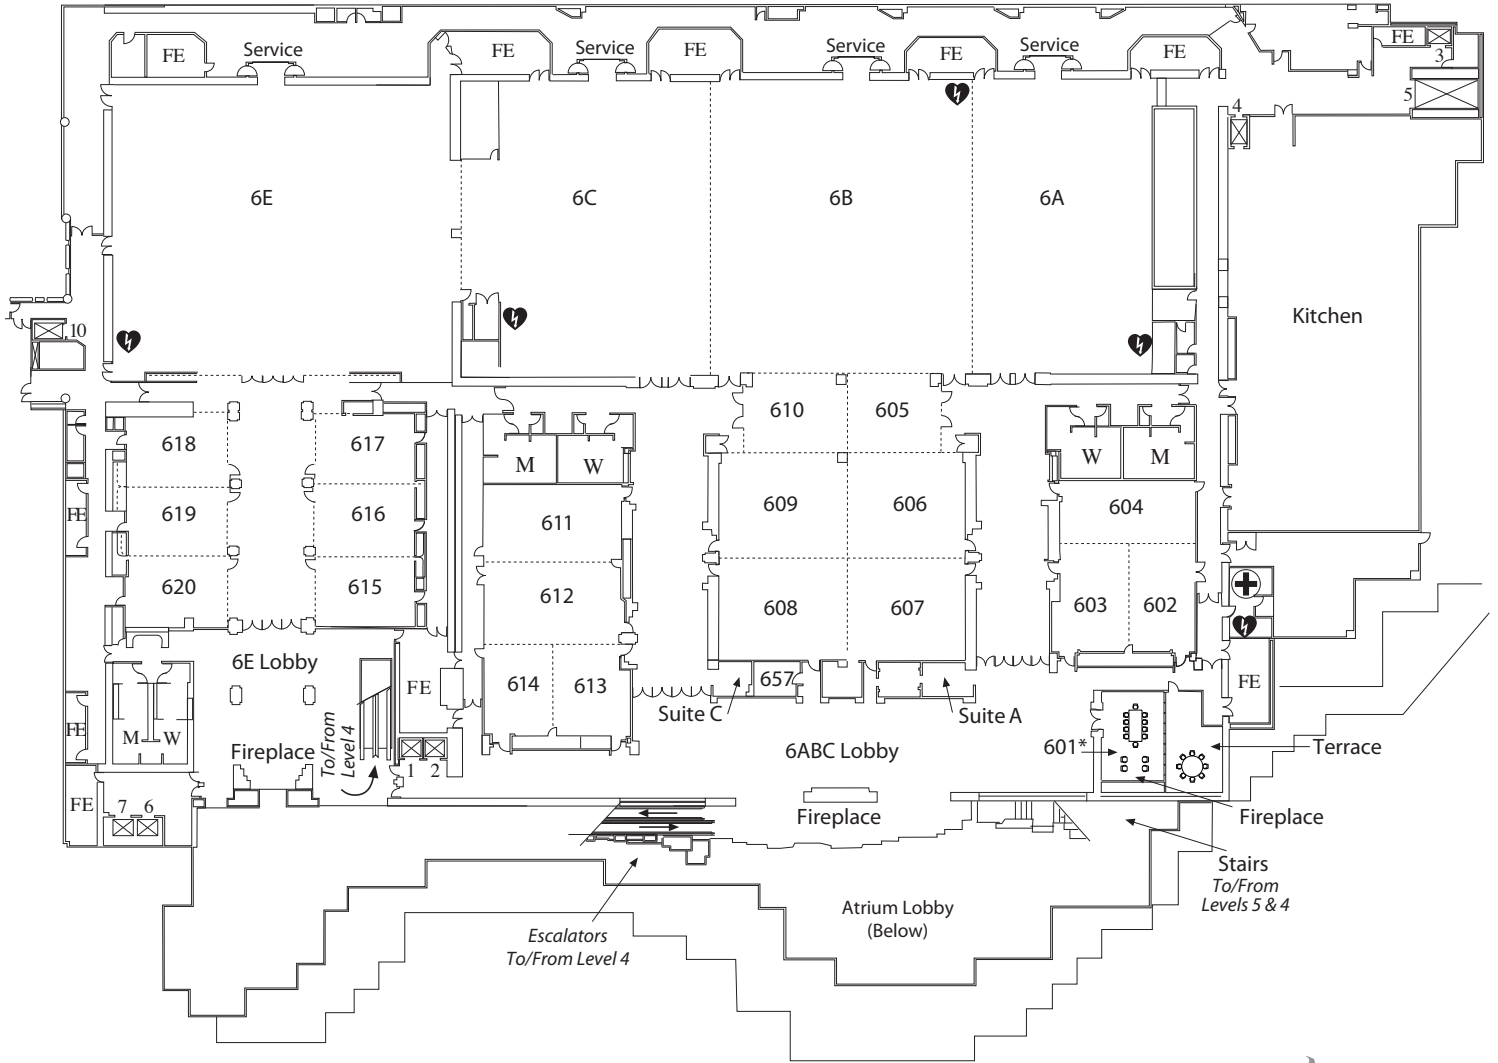 FE
Service
FE
Service
FE
Service
FE
Service
FE
FE
3
5
4
6E
6C
6B
6A
Kitchen
10
610
605
618
617
M
W
W
M
609
606
604
FE
619
616
611
620
615
612
608
607
603
602
6E Lobby
614
613
657
FE
FE
Suite C
Suite A
FE
M
W
Fireplace
To/From
Level 4
1
2
6ABC Lobby
601*
Terrace
FE
7
6
Fireplace
Fireplace
Stairs
To/From
Levels 5 & 4
Atrium Lobby
(Below)
Escalators
To/From Level 4